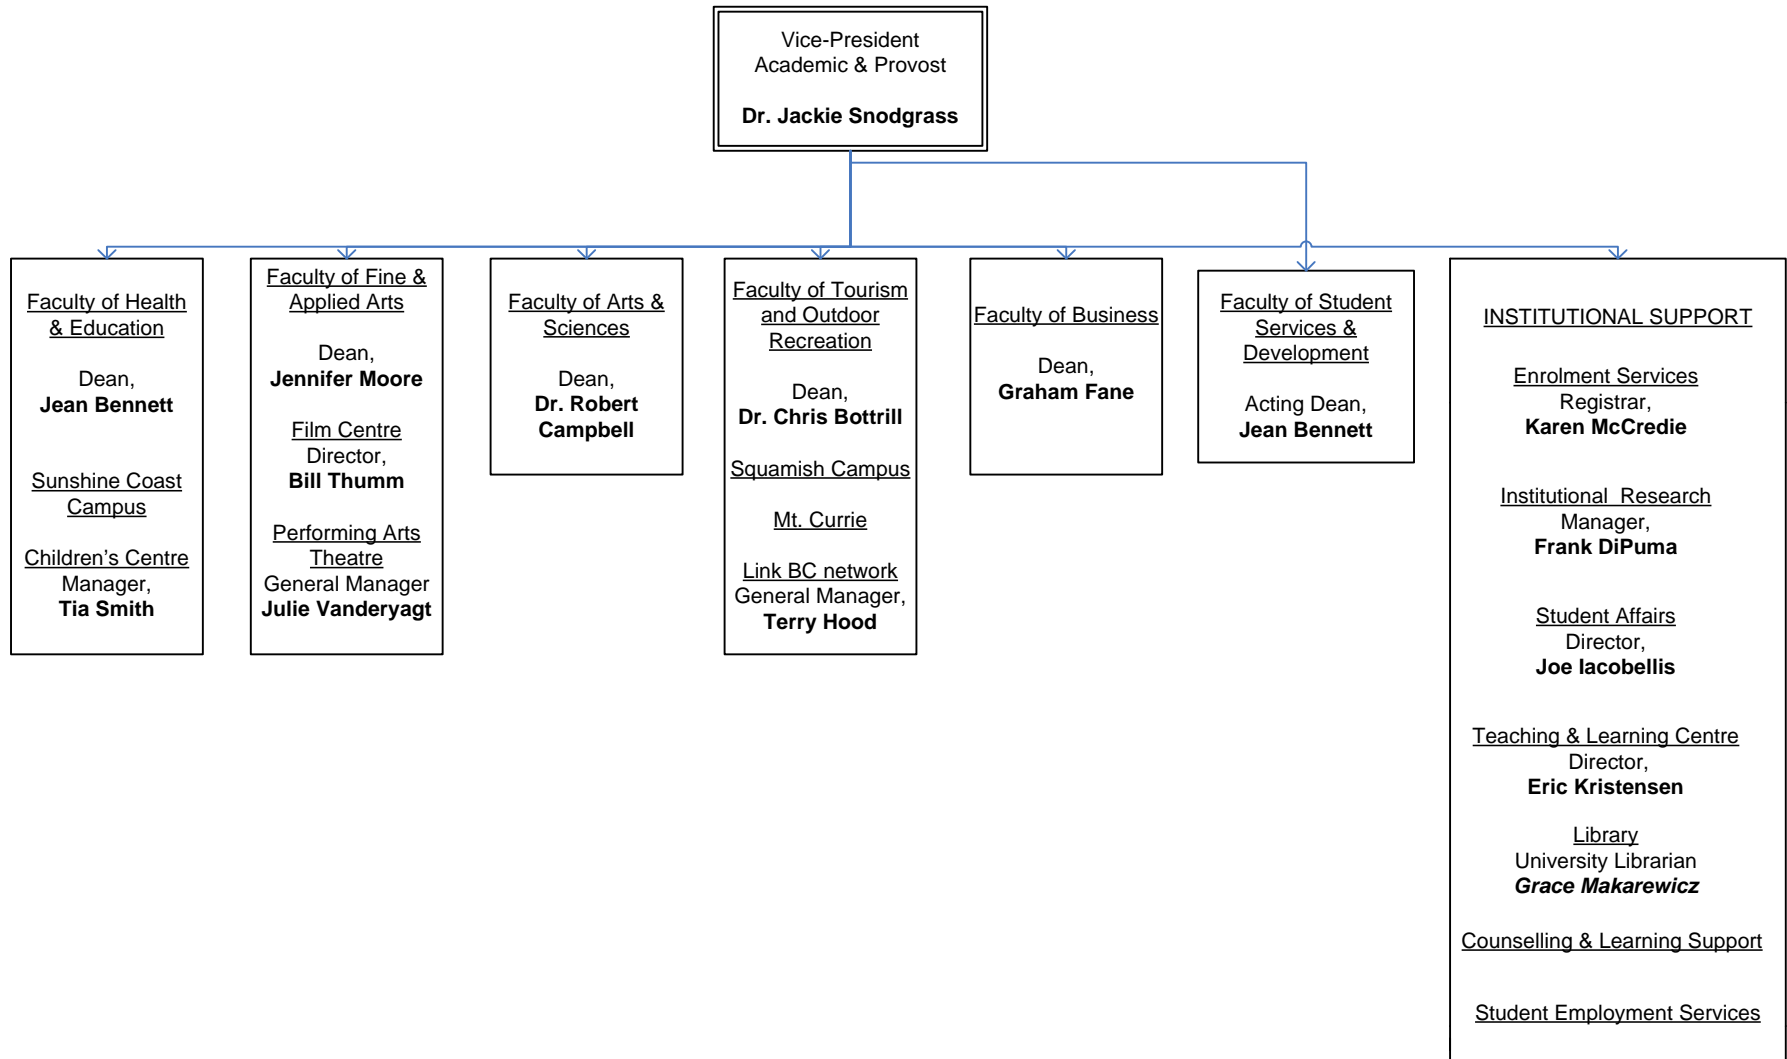 Vice-President
Academic & Provost
Dr. Jackie Snodgrass
Faculty of Health
& Education
Dean,
Jean Bennett
Sunshine Coast
Campus
Children's Centre
Manager,
Tia Smith
Faculty of Fine &
Applied Arts
Dean,
Jennifer Moore
Film Centre
Director,
Bill Thumm
Performing Arts
Theatre
General Manager
Julie Vanderyagt
Faculty of Arts &
Sciences
Dean,
Dr. Robert
Campbell
Faculty of Tourism
and Outdoor
Recreation
Dean,
Dr. Chris Bottrill
Squamish Campus
Mt. Currie
Link BC network
General Manager,
Terry Hood
Faculty of Business
Dean,
Graham Fane
Faculty of Student
Services &
Development
Acting Dean,
Jean Bennett
INSTITUTIONAL SUPPORT
Enrolment Services
Registrar,
Karen McCredie
Institutional Research
Manager,
Frank DiPuma
Student Affairs
Director,
Joe Iacobellis
Teaching & Learning Centre
Director,
Eric Kristensen
Library
University Librarian
Grace Makarewicz
Counselling & Learning Support
Student Employment Services